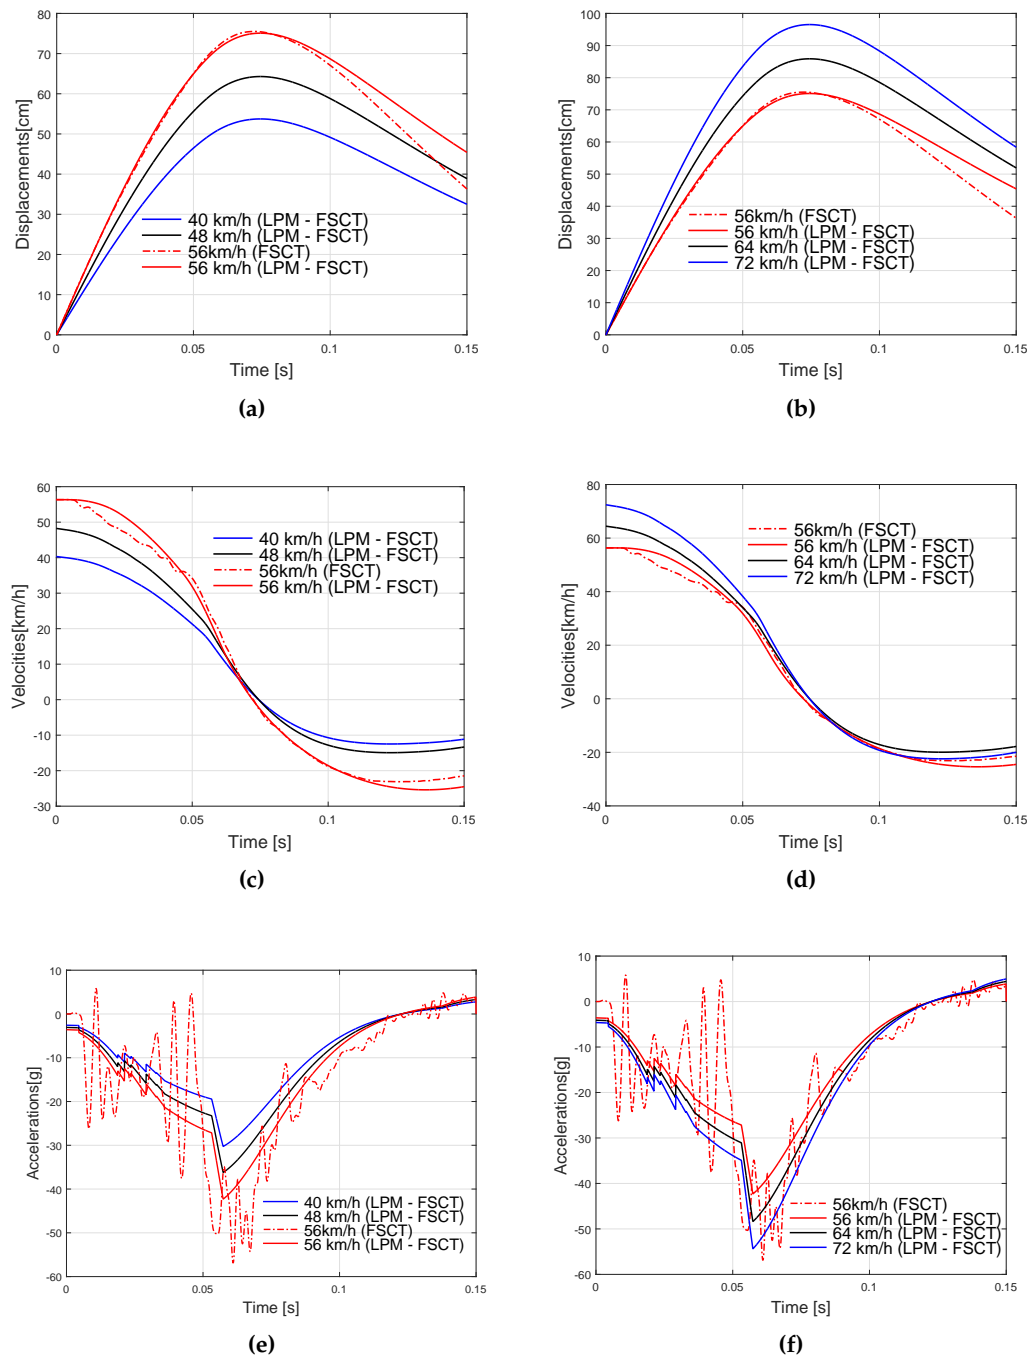 80
70
60
50
40
30
20
10
0
Displacements[cm]
40 km/h (LPM - FSCT)
48 km/h (LPM - FSCT)
56km/h (FSCT)
56 km/h (LPM - FSCT)
0
0.05
0.1
0.15
Time [s]
(a)
100
90
80
70
60
50
40
30
20
10
0
Displacements[cm]
56km/h (FSCT)
56 km/h (LPM - FSCT)
64 km/h (LPM - FSCT)
72 km/h (LPM - FSCT)
0
0.05
0.1
0.15
Time [s]
(b)
60
50
40
30
20
10
0
-10
-20
-30
Velocities[km/h]
40 km/h (LPM - FSCT)
48 km/h (LPM - FSCT)
56km/h (FSCT)
56 km/h (LPM - FSCT)
0
0.05
0.1
0.15
Time [s]
(c)
80
60
40
20
0
-20
-40
Velocities[km/h]
56km/h (FSCT)
56 km/h (LPM - FSCT)
64 km/h (LPM - FSCT)
72 km/h (LPM - FSCT)
0
0.05
0.1
0.15
Time [s]
(d)
10
0
-10
-20
-30
-40
-50
-60
Accelerations[g]
40 km/h (LPM - FSCT)
48 km/h (LPM - FSCT)
56km/h (FSCT)
56 km/h (LPM - FSCT)
0
0.05
0.1
0.15
Time [s]
(e)
10
0
-10
-20
-30
-40
-50
-60
Accelerations[g]
56km/h (FSCT)
56 km/h (LPM - FSCT)
64 km/h (LPM - FSCT)
72 km/h (LPM - FSCT)
0
0.05
0.1
0.15
Time [s]
(f)